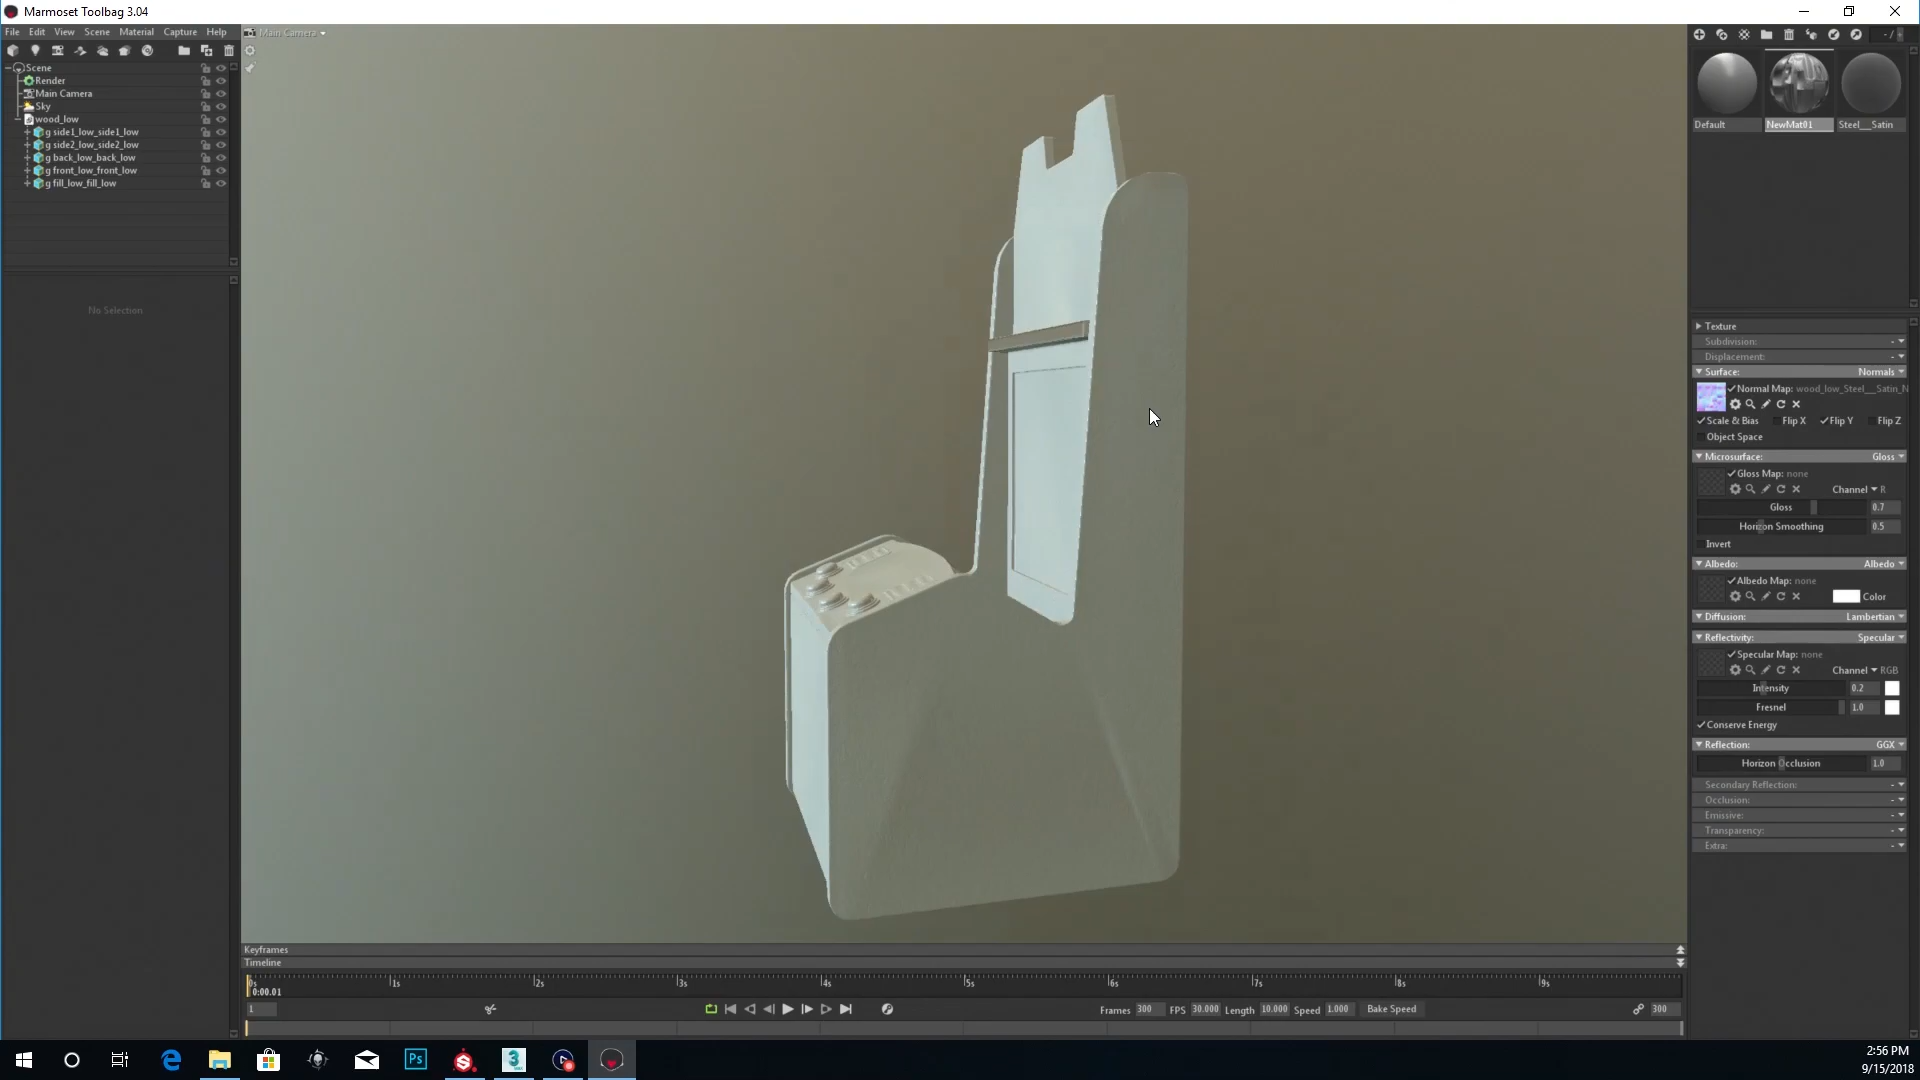 Marmoset Toolbag 3.04
File Edit View Scene Material Capture Help
Main Camera
Scene
Render
Main Camera
Sky
wood_low
g side1_low_side1_low
g side2_low_side2_low
g back_low_back_low
g front_low_front_low
g fill_low_fill_low
No Selection
- /
Default NewMat01 Steel__Satin
Texture
Subdivision: -
Displacement: -
Surface: Normals
Normal Map: wood_low_Steel__Satin_N
Scale & Bias Flip X Flip Y Flip Z
Object Space
Microsurface: Gloss
Gloss Map: none
Channel R
Gloss 0.7
Horizon Smoothing 0.5
Invert
Albedo: Albedo
Albedo Map: none
Color
Diffusion: Lambertian
Reflectivity: Specular
Specular Map: none
Channel RGB
Intensity 0.2
Fresnel 1.0
Conserve Energy
Reflection: GGX
Horizon Occlusion 1.0
Secondary Reflection: -
Occlusion: -
Emissive: -
Transparency: -
Extra: -
Keyframes
Timeline
0s 1s 2s 3s 4s 5s 6s 7s 8s 9s
0:00.01
1 Frames 300 FPS 30.000 Length 10.000 Speed 1.000 Bake Speed 300
Ps
3
2:56 PM
9/15/2018